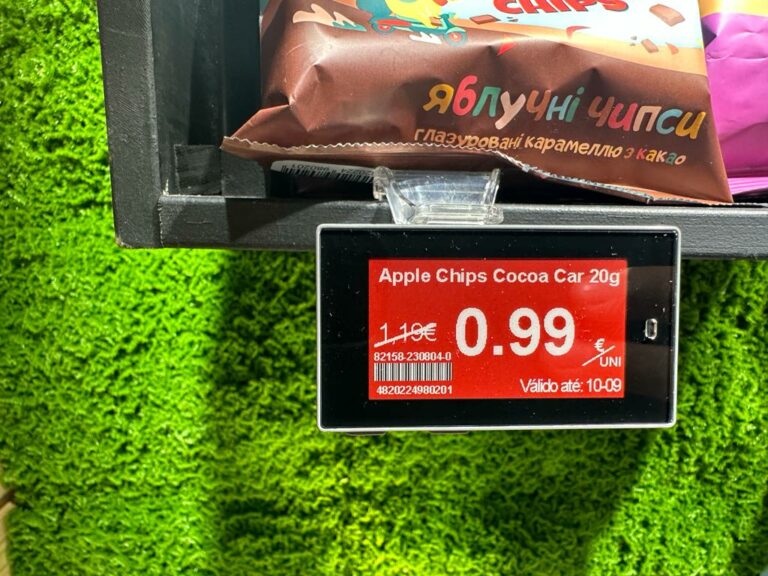 CHIPS
яблучні чипси
глазуровані карамеллю з какао
Apple Chips Cocoa Car 20g
1,19€
0.99
€/UNI
82158-230804-0
4820224980201
Válido até: 10-09